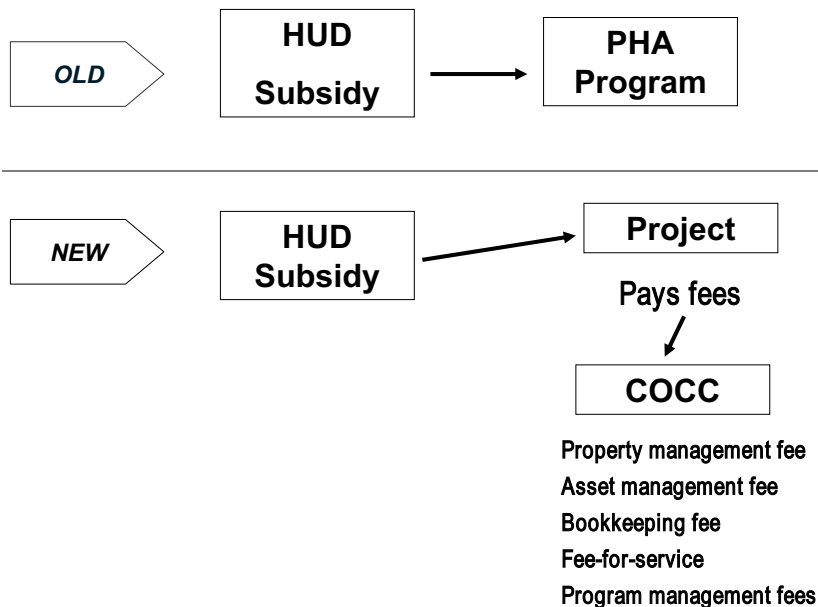 OLD
HUD
Subsidy
PHA
Program
NEW
HUD
Subsidy
Project
Pays fees
COCC
Property management fee
Asset management fee
Bookkeeping fee
Fee-for-service
Program management fees